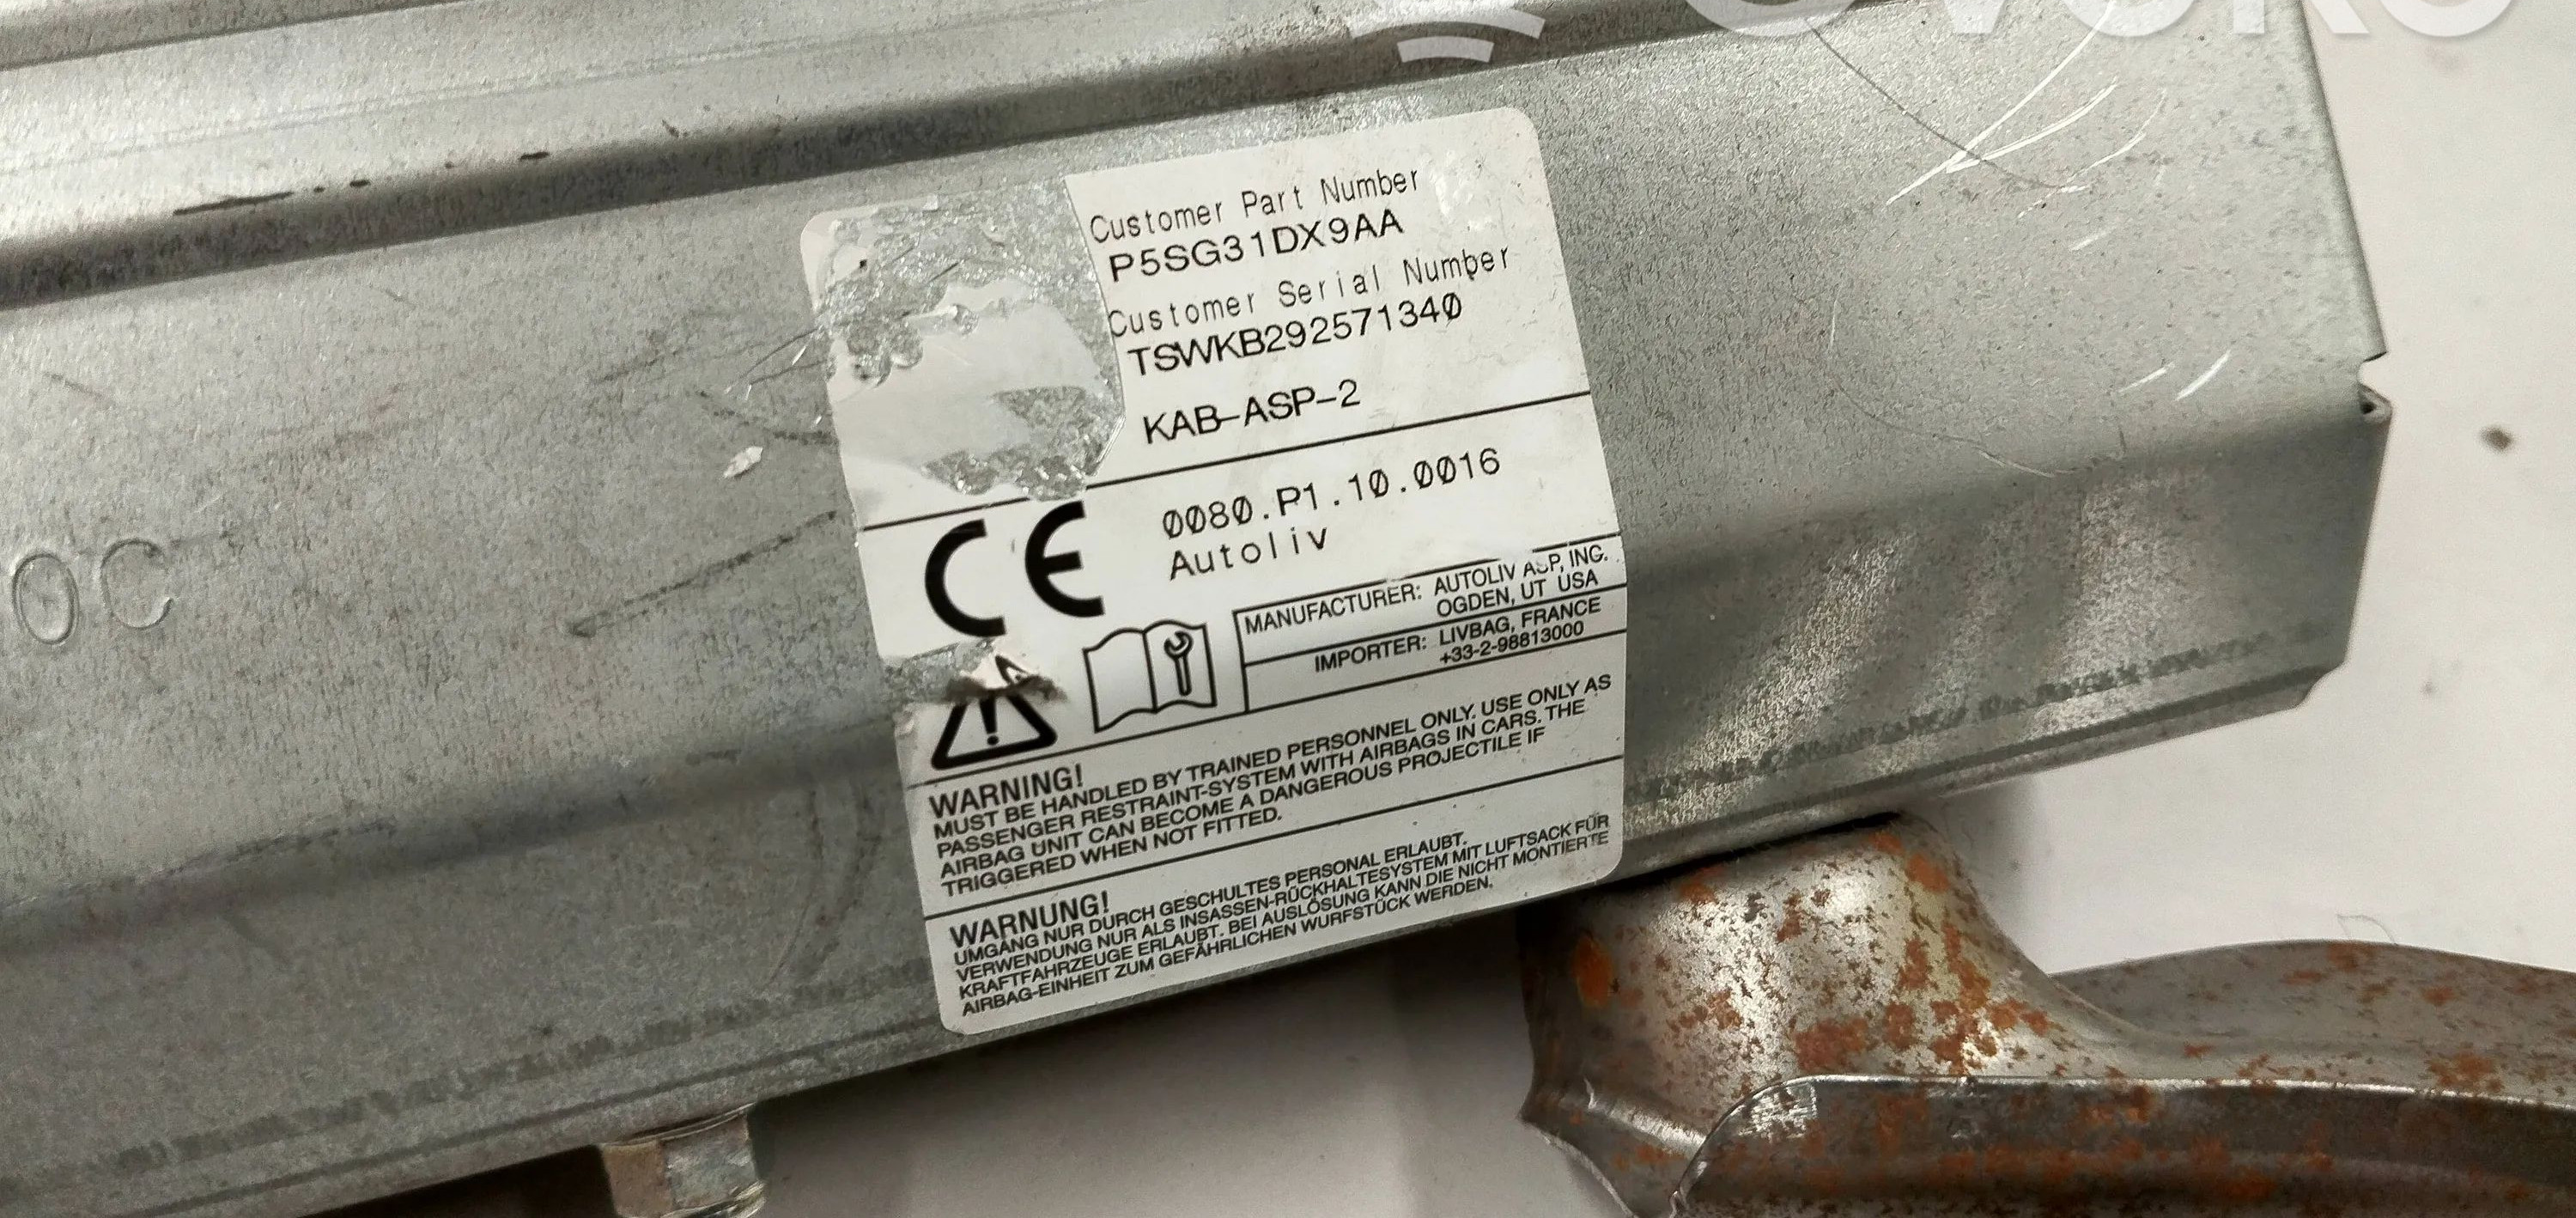 OVOKO
Customer Part Number
P5SG31DX9AA
Customer Serial Number
TSWKB292571340
KAB-ASP-2
CE
0080.P1.10.0016
Autoliv
MANUFACTURER: AUTOLIV ASP, INC.
OGDEN, UT USA
IMPORTER: LIVBAG, FRANCE
+33-2-98813000
WARNING!
MUST BE HANDLED BY TRAINED PERSONNEL ONLY. USE ONLY AS
PASSENGER RESTRAINT-SYSTEM WITH AIRBAGS IN CARS. THE
AIRBAG UNIT CAN BECOME A DANGEROUS PROJECTILE IF
TRIGGERED WHEN NOT FITTED.
WARNUNG!
UMGANG NUR DURCH GESCHULTES PERSONAL ERLAUBT.
VERWENDUNG NUR ALS INSASSEN-RÜCKHALTESYSTEM MIT LUFTSACK FÜR
KRAFTFAHRZEUGE ERLAUBT. BEI AUSLÖSUNG KANN DIE NICHT MONTIERTE
AIRBAG-EINHEIT ZUM GEFÄHRLICHEN WURFSTÜCK WERDEN.
0C